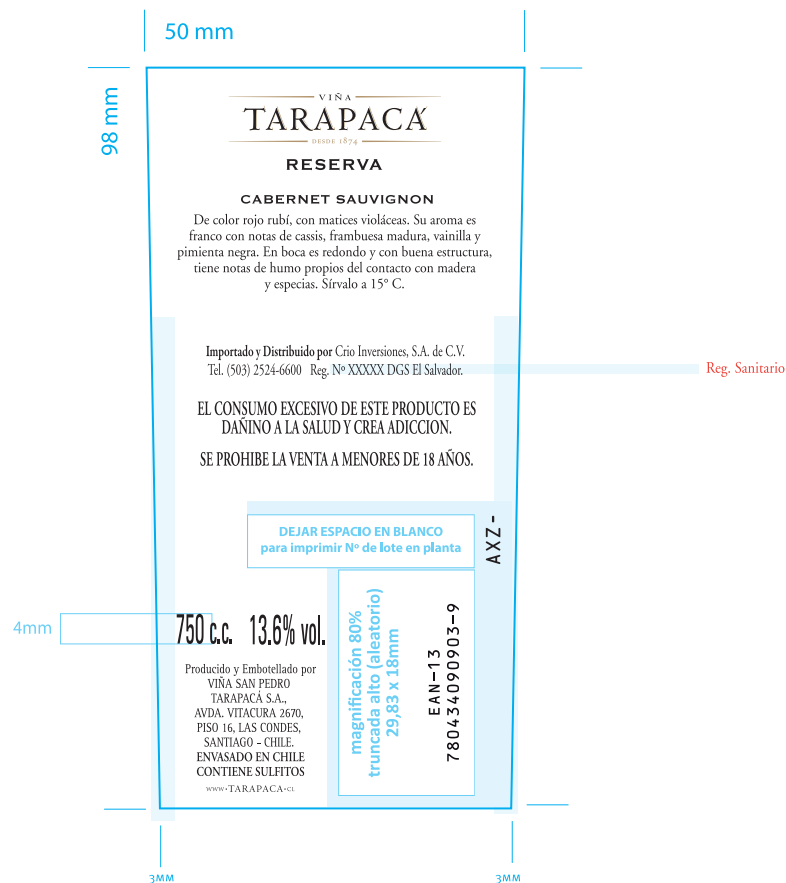 50 mm
98 mm
VIÑA
TARAPACÁ
DESDE 1874
RESERVA
CABERNET SAUVIGNON
De color rojo rubí, con matices violáceas. Su aroma es
franco con notas de cassis, frambuesa madura, vainilla y
pimienta negra. En boca es redondo y con buena estructura,
tiene notas de humo propios del contacto con madera
y especias. Sírvalo a 15° C.
Importado y Distribuido por Crio Inversiones, S.A. de C.V.
Tel. (503) 2524-6600 Reg. Nº XXXXX DGS El Salvador.
Reg. Sanitario
EL CONSUMO EXCESIVO DE ESTE PRODUCTO ES
DAÑINO A LA SALUD Y CREA ADICCION.
SE PROHIBE LA VENTA A MENORES DE 18 AÑOS.
DEJAR ESPACIO EN BLANCO
para imprimir Nº de lote en planta
AXZ-
4mm
750 c.c. 13.6% vol.
Producido y Embotellado por
VIÑA SAN PEDRO
TARAPACÁ S.A.,
AVDA. VITACURA 2670,
PISO 16, LAS CONDES,
SANTIAGO - CHILE.
ENVASADO EN CHILE
CONTIENE SULFITOS
WWW•TARAPACA•CL
magnificación 80%
truncada alto (aleatorio)
29,83 x 18mm
EAN-13
780434090903-9
3MM
3MM